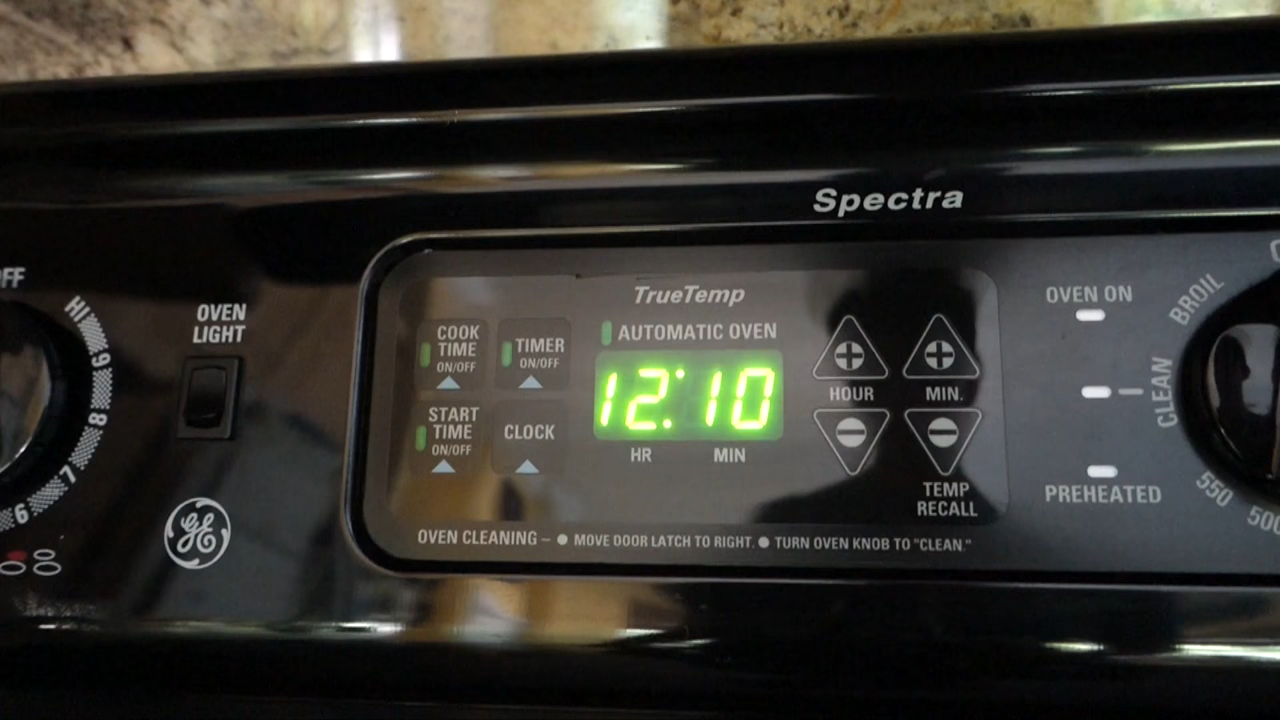 Spectra
OFF
HI
9
8
7
6
OVEN
LIGHT
GE
TrueTemp
AUTOMATIC OVEN
COOK
TIME
ON/OFF
TIMER
ON/OFF
START
TIME
ON/OFF
CLOCK
12:10
HR MIN
HOUR
MIN.
TEMP
RECALL
OVEN CLEANING – ● MOVE DOOR LATCH TO RIGHT. ● TURN OVEN KNOB TO "CLEAN."
OVEN ON
PREHEATED
BROIL
CLEAN
550
500